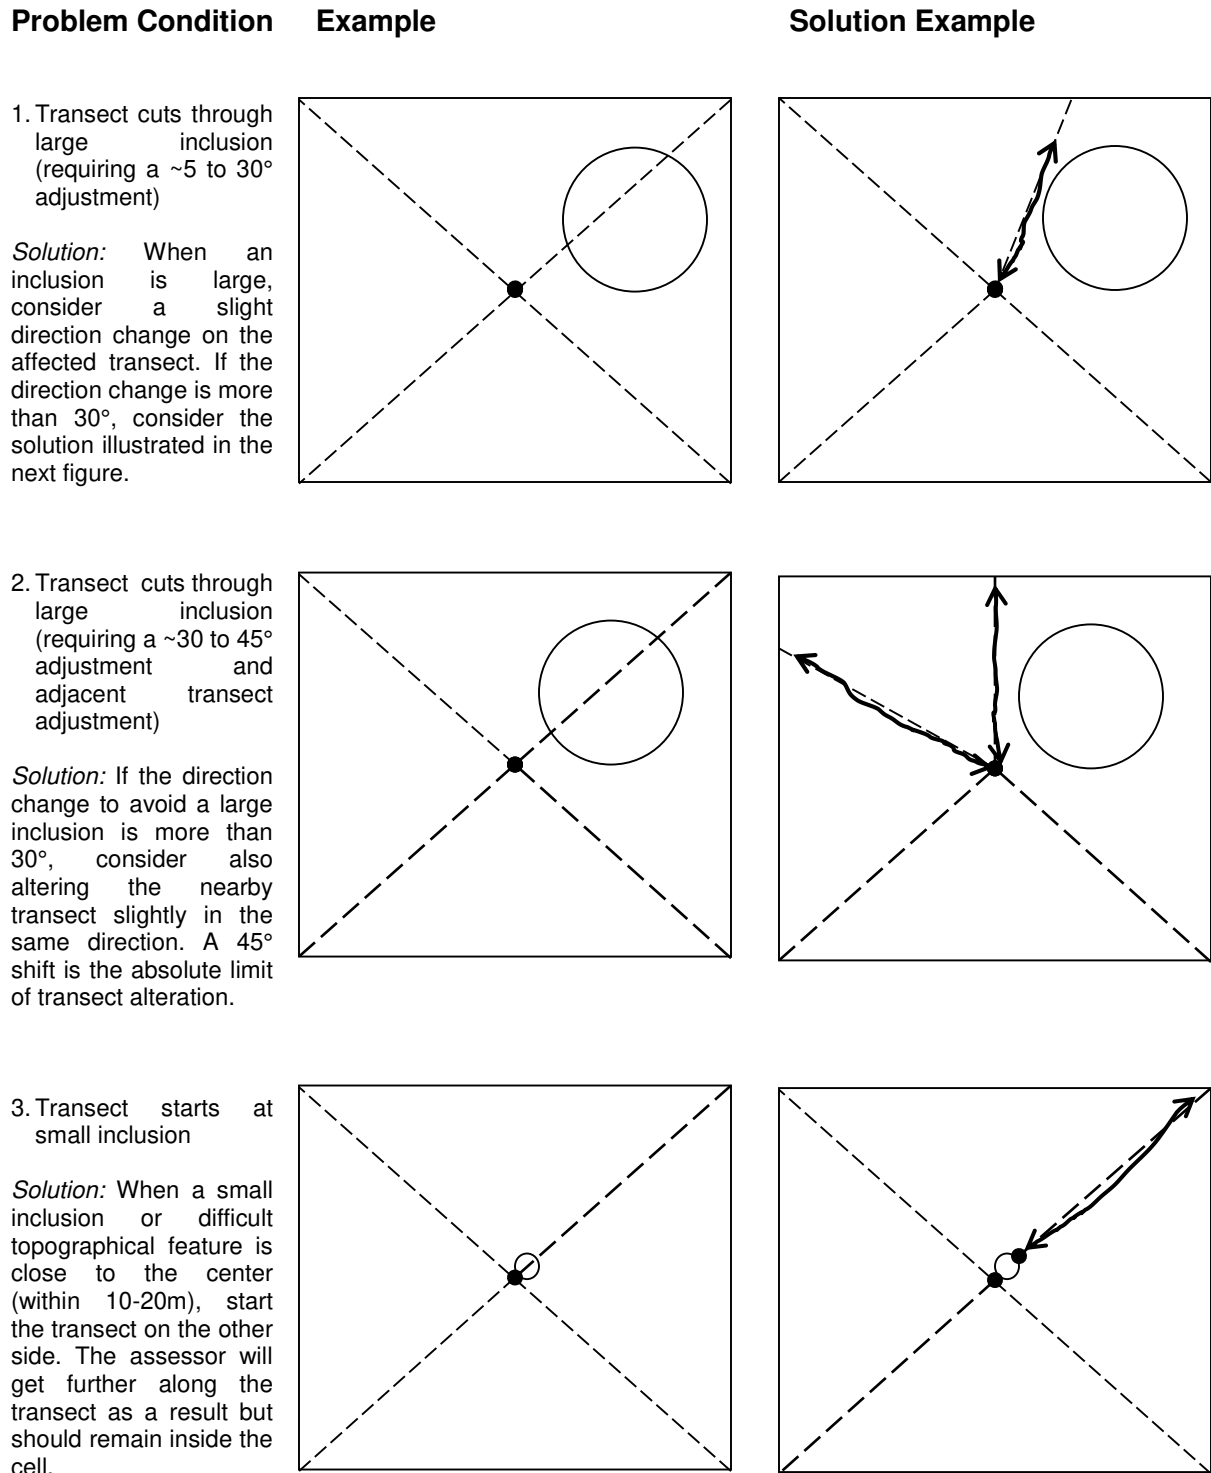 Problem Condition Example Solution Example
1. Transect cuts through
large inclusion
(requiring a ~5 to 30°
adjustment)
Solution: When an
inclusion is large,
consider a slight
direction change on the
affected transect. If the
direction change is more
than 30°, consider the
solution illustrated in the
next figure.
2. Transect cuts through
large inclusion
(requiring a ~30 to 45°
adjustment and
adjacent transect
adjustment)
Solution: If the direction
change to avoid a large
inclusion is more than
30°, consider also
altering the nearby
transect slightly in the
same direction. A 45°
shift is the absolute limit
of transect alteration.
3. Transect starts at
small inclusion
Solution: When a small
inclusion or difficult
topographical feature is
close to the center
(within 10-20m), start
the transect on the other
side. The assessor will
get further along the
transect as a result but
should remain inside the
cell.